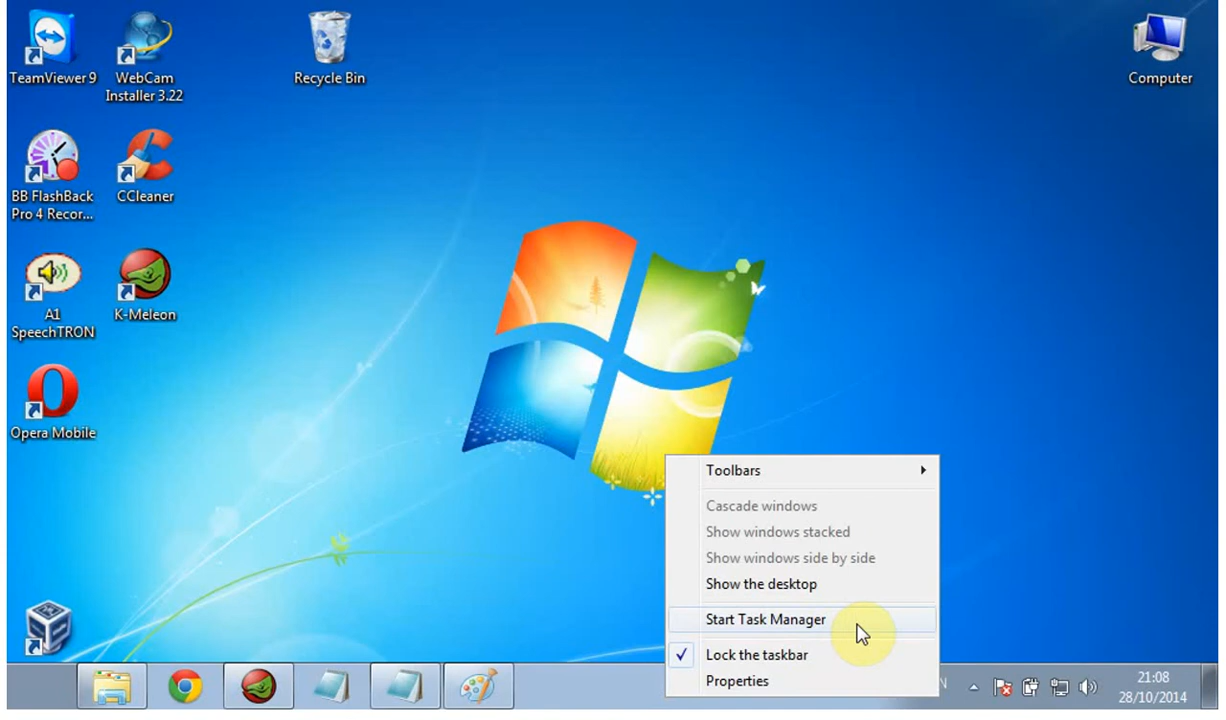 TeamViewer 9
WebCam
Installer 3.22
Recycle Bin
Computer
BB FlashBack
Pro 4 Recor...
CCleaner
A1
SpeechTRON
K-Meleon
Opera Mobile
Toolbars
Cascade windows
Show windows stacked
Show windows side by side
Show the desktop
Start Task Manager
Lock the taskbar
Properties
N
21:08
28/10/2014